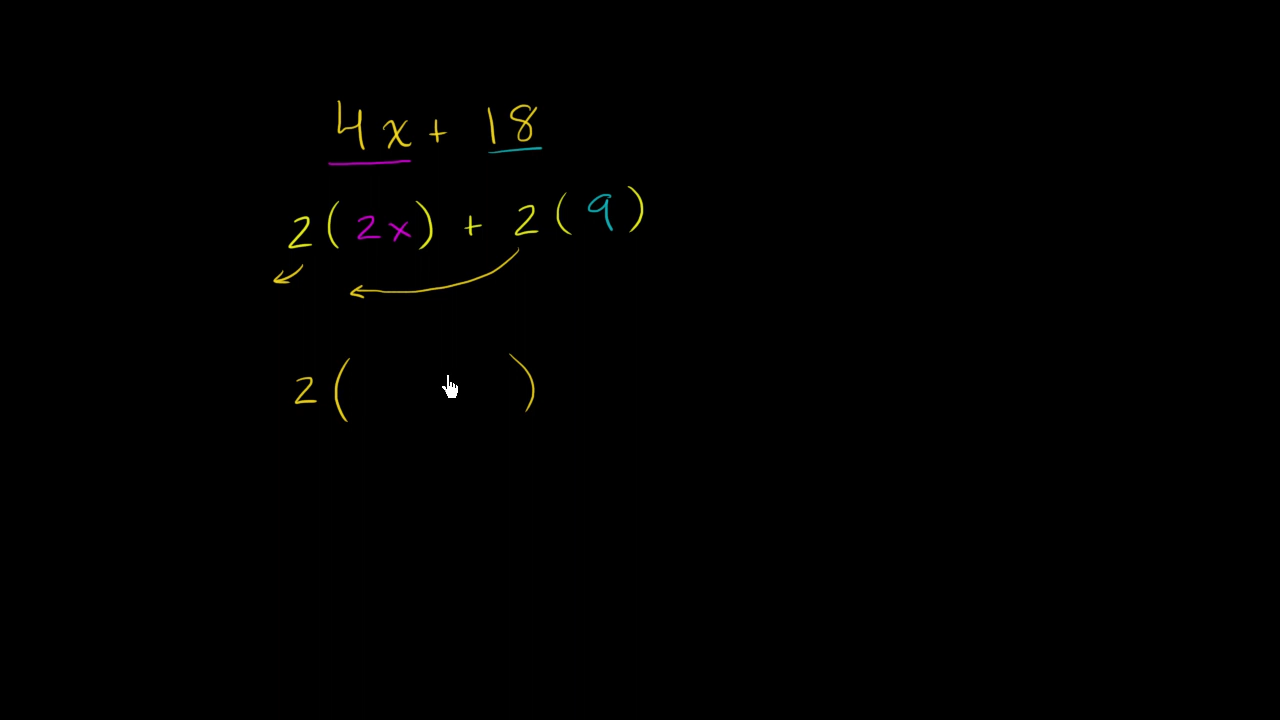 4x + 18
2(2x) + 2(9)
2( )